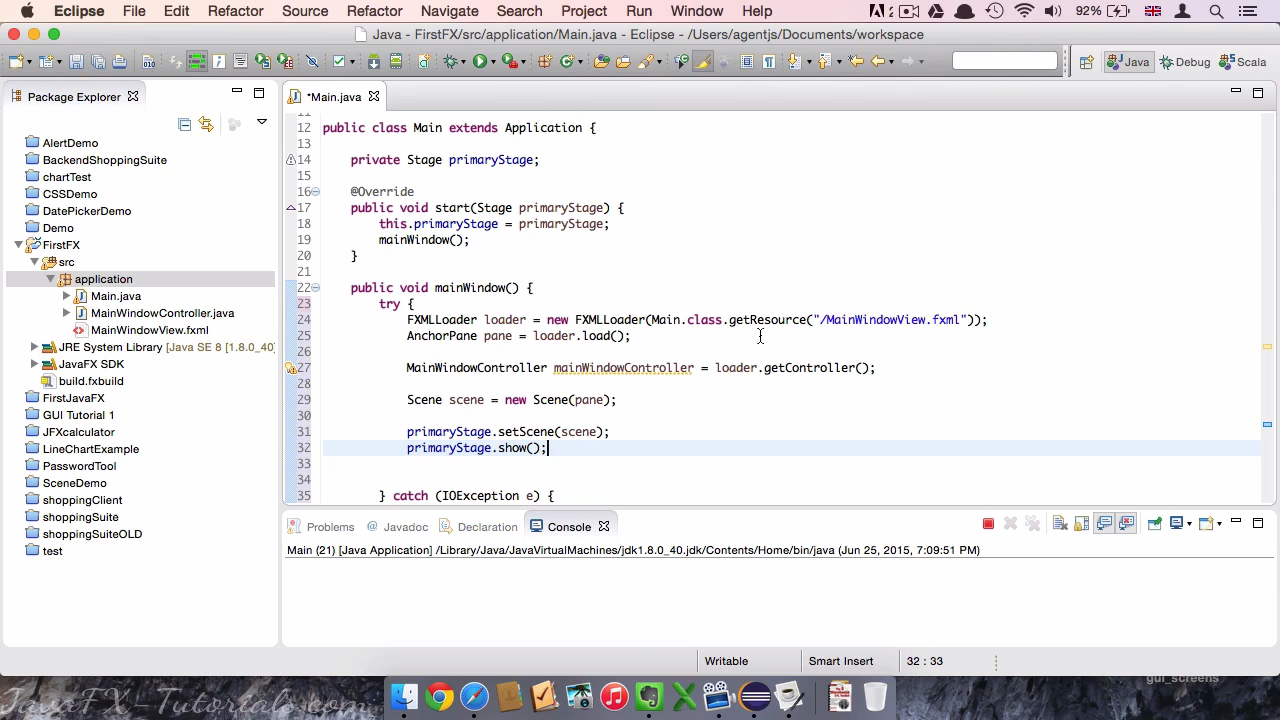 Eclipse File Edit Refactor Source Refactor Navigate Search Project Run Window Help 2 92%
Java - FirstFX/src/application/Main.java - Eclipse - /Users/agentjs/Documents/workspace
Java Debug Scala
Package Explorer
*Main.java
AlertDemo
BackendShoppingSuite
chartTest
CSSDemo
DatePickerDemo
Demo
FirstFX
src
application
Main.java
MainWindowController.java
MainWindowView.fxml
JRE System Library [Java SE 8 [1.8.0_40]
JavaFX SDK
build.fxbuild
FirstJavaFX
GUI Tutorial 1
JFXcalculator
LineChartExample
PasswordTool
SceneDemo
shoppingClient
shoppingSuite
shoppingSuiteOLD
test
11
12 public class Main extends Application {
13
14 private Stage primaryStage;
15
16 @Override
17 public void start(Stage primaryStage) {
18 this.primaryStage = primaryStage;
19 mainWindow();
20 }
21
22 public void mainWindow() {
23 try {
24 FXMLLoader loader = new FXMLLoader(Main.class.getResource("/MainWindowView.fxml"));
25 AnchorPane pane = loader.load();
26
27 MainWindowController mainWindowController = loader.getController();
28
29 Scene scene = new Scene(pane);
30
31 primaryStage.setScene(scene);
32 primaryStage.show();
33
34
35 } catch (IOException e) {
Problems Javadoc Declaration Console
Main (21) [Java Application] /Library/Java/JavaVirtualMachines/jdk1.8.0_40.jdk/Contents/Home/bin/java (Jun 25, 2015, 7:09:51 PM)
Writable Smart Insert 32 : 33
JavaFX-Tutorials.com
gui_screens